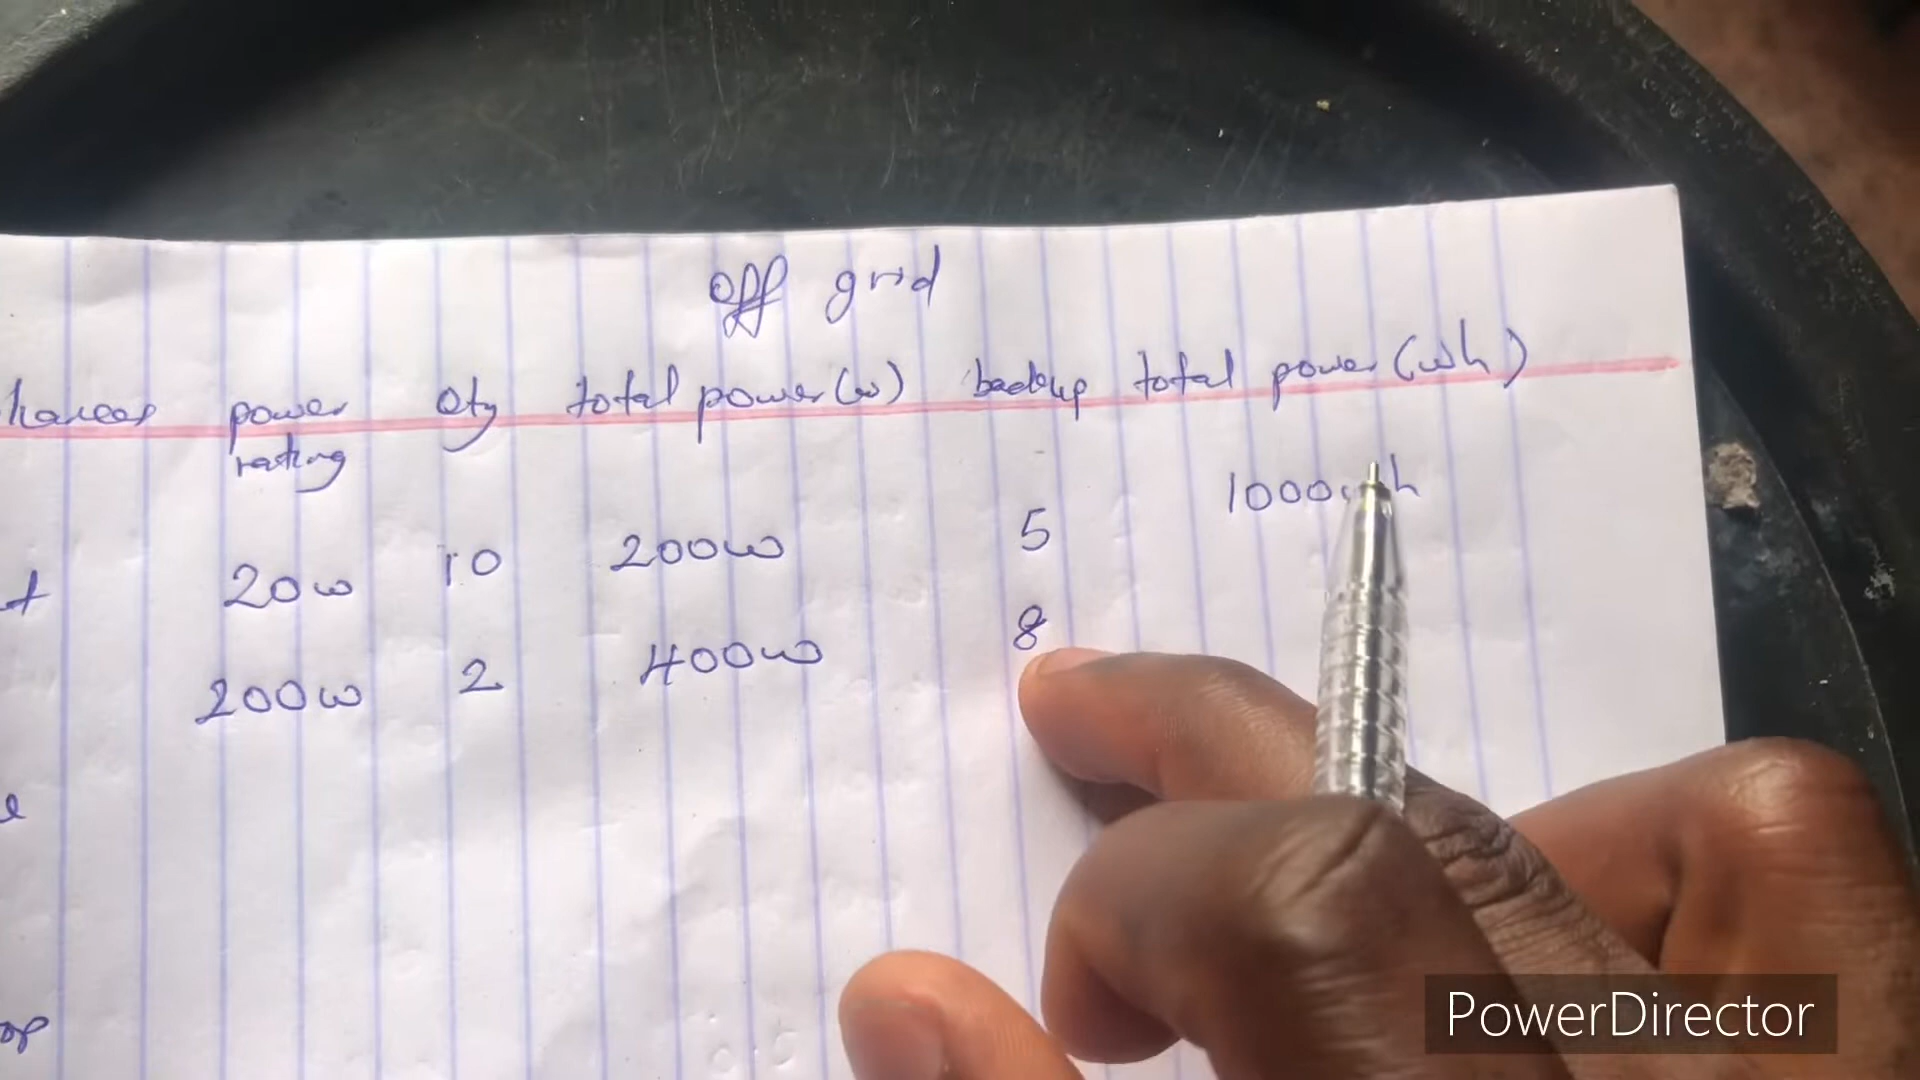 Off grid
power Qty total power (w) backup total power (wh)
rating
20w 10 200w 5 1000wh
200w 2 400w 8
PowerDirector